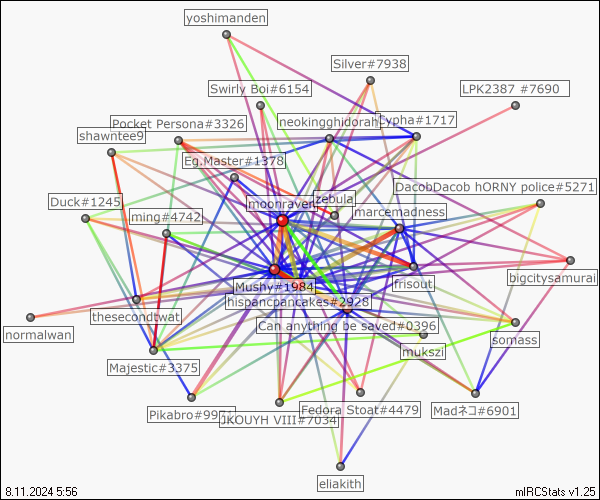 yoshimanden
Silver#7938
Swirly Boi#6154
LPK2387 #7690
Pocket Persona#3326
neokingghidorah
Cypha#1717
shawntee9
Eg.Master#1378
DacobDacob hORNY police#5271
Duck#1245
moonraven
zebula
marcemadness
ming#4742
Mushy#1984
frisout
bigcitysamurai
hispancpancakes#2928
thesecondtwat
Can anything be saved#0396
normalwan
somass
mukszi
Majestic#3375
Pikabro#9971
JKOUYH VIII#7034
Fedora Stoat#4479
Madネコ#6901
eliakith
8.11.2024 5:56
mIRCStats v1.25